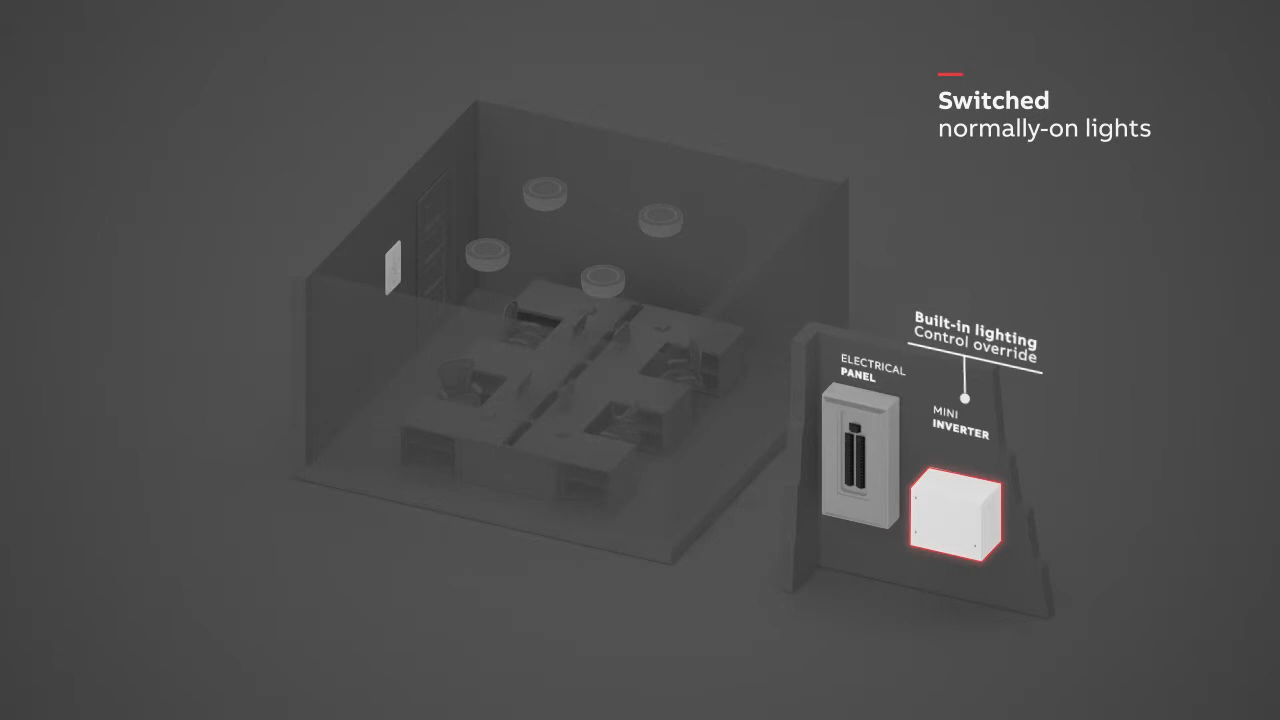 Switched
normally-on lights
Built-in lighting
Control override
ELECTRICAL
PANEL
MINI
INVERTER